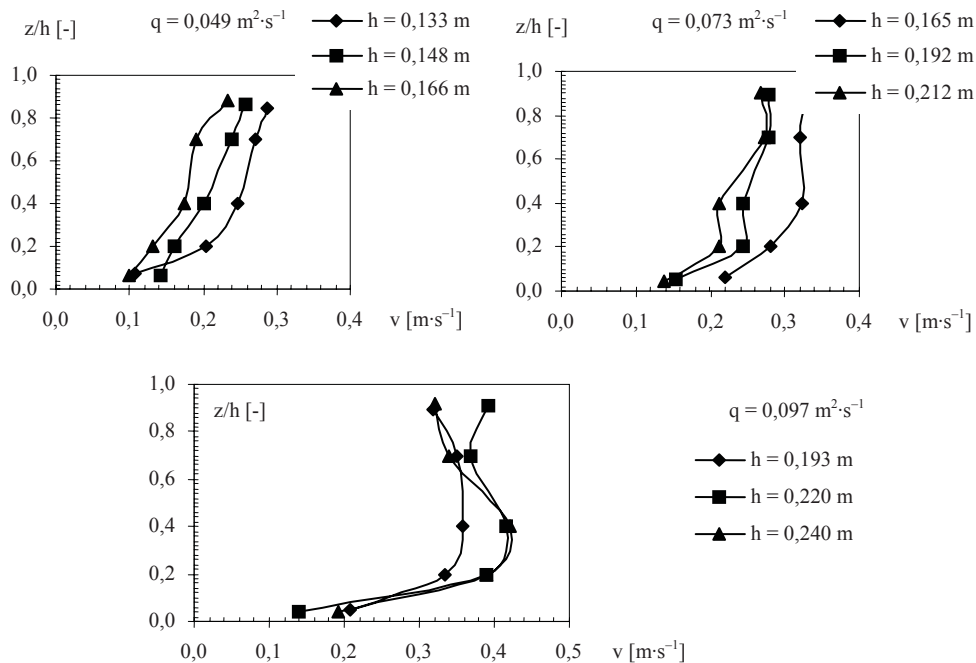 z/h [-]
q = 0,049 m²·s⁻¹
h = 0,133 m
h = 0,148 m
h = 0,166 m
1,0
0,8
0,6
0,4
0,2
0,0
0,0 0,1 0,2 0,3 0,4
v [m·s⁻¹]
z/h [-]
q = 0,073 m²·s⁻¹
h = 0,165 m
h = 0,192 m
h = 0,212 m
1,0
0,8
0,6
0,4
0,2
0,0
0,0 0,1 0,2 0,3 0,4
v [m·s⁻¹]
z/h [-]
1,0
0,8
0,6
0,4
0,2
0,0
0,0 0,1 0,2 0,3 0,4 0,5
v [m·s⁻¹]
q = 0,097 m²·s⁻¹
h = 0,193 m
h = 0,220 m
h = 0,240 m